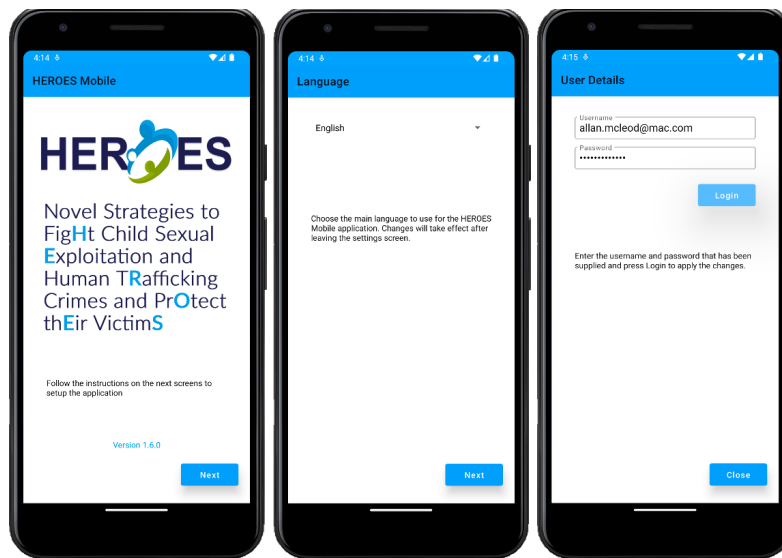 4:14
HEROES Mobile
HEROES
Novel Strategies to
FigHt Child Sexual
Exploitation and
Human TRafficking
Crimes and PrOtect
thEir VictimS
Follow the instructions on the next screens to
setup the application
Version 1.6.0
Next
4:14
Language
English
Choose the main language to use for the HEROES
Mobile application. Changes will take effect after
leaving the settings screen.
Next
4:15
User Details
Username
allan.mcleod@mac.com
Password
•••••••••••••
Login
Enter the username and password that has been
supplied and press Login to apply the changes.
Close